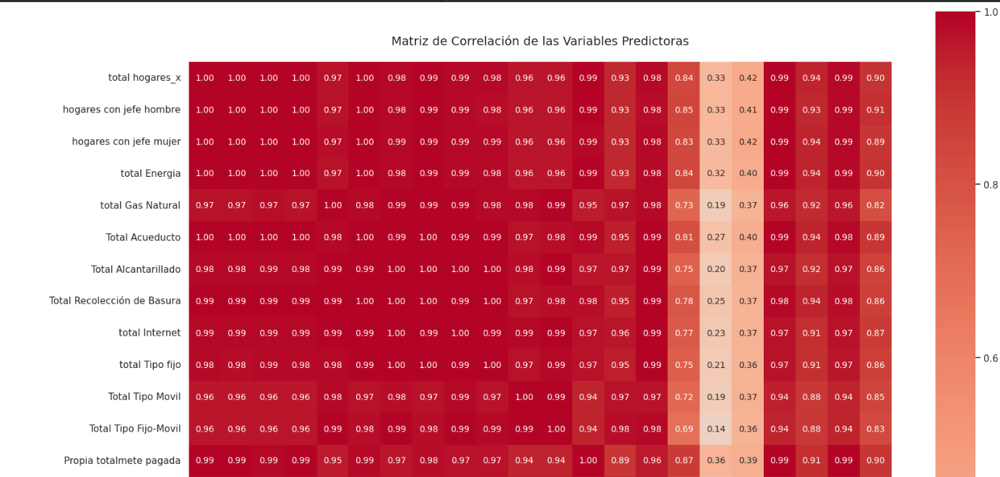 Matriz de Correlación de las Variables Predictoras
1.0
total hogares_x 1.00 1.00 1.00 1.00 0.97 1.00 0.98 0.99 0.99 0.98 0.96 0.96 0.99 0.93 0.98 0.84 0.33 0.42 0.99 0.94 0.99 0.90
hogares con jefe hombre 1.00 1.00 1.00 1.00 0.97 1.00 0.98 0.99 0.99 0.98 0.96 0.96 0.99 0.93 0.98 0.85 0.33 0.41 0.99 0.93 0.99 0.91
hogares con jefe mujer 1.00 1.00 1.00 1.00 0.97 1.00 0.99 0.99 0.99 0.99 0.96 0.96 0.99 0.93 0.98 0.83 0.33 0.42 0.99 0.94 0.99 0.89
total Energia 1.00 1.00 1.00 1.00 0.97 1.00 0.98 0.99 0.99 0.98 0.96 0.96 0.99 0.93 0.98 0.84 0.32 0.40 0.99 0.94 0.99 0.90
0.8
total Gas Natural 0.97 0.97 0.97 0.97 1.00 0.98 0.99 0.99 0.99 0.98 0.98 0.99 0.95 0.97 0.98 0.73 0.19 0.37 0.96 0.92 0.96 0.82
Total Acueducto 1.00 1.00 1.00 1.00 0.98 1.00 0.99 1.00 0.99 0.99 0.97 0.98 0.99 0.95 0.99 0.81 0.27 0.40 0.99 0.94 0.98 0.89
Total Alcantarillado 0.98 0.98 0.99 0.98 0.99 0.99 1.00 1.00 1.00 1.00 0.98 0.99 0.97 0.97 0.99 0.75 0.20 0.37 0.97 0.92 0.97 0.86
Total Recolección de Basura 0.99 0.99 0.99 0.99 0.99 1.00 1.00 1.00 0.99 1.00 0.97 0.98 0.98 0.95 0.99 0.78 0.25 0.37 0.98 0.94 0.98 0.86
total Internet 0.99 0.99 0.99 0.99 0.99 0.99 1.00 0.99 1.00 0.99 0.99 0.99 0.97 0.96 0.99 0.77 0.23 0.37 0.97 0.91 0.97 0.87
0.6
total Tipo fijo 0.98 0.98 0.99 0.98 0.98 0.99 1.00 1.00 0.99 1.00 0.97 0.99 0.97 0.95 0.99 0.75 0.21 0.36 0.97 0.91 0.97 0.86
Total Tipo Movil 0.96 0.96 0.96 0.96 0.98 0.97 0.98 0.97 0.99 0.97 1.00 0.99 0.94 0.97 0.97 0.72 0.19 0.37 0.94 0.88 0.94 0.85
Total Tipo Fijo-Movil 0.96 0.96 0.96 0.96 0.99 0.98 0.99 0.98 0.99 0.99 0.99 1.00 0.94 0.98 0.98 0.69 0.14 0.36 0.94 0.88 0.94 0.83
Propia totalmete pagada 0.99 0.99 0.99 0.99 0.95 0.99 0.97 0.98 0.97 0.97 0.94 0.94 1.00 0.89 0.96 0.87 0.36 0.39 0.99 0.91 0.99 0.90